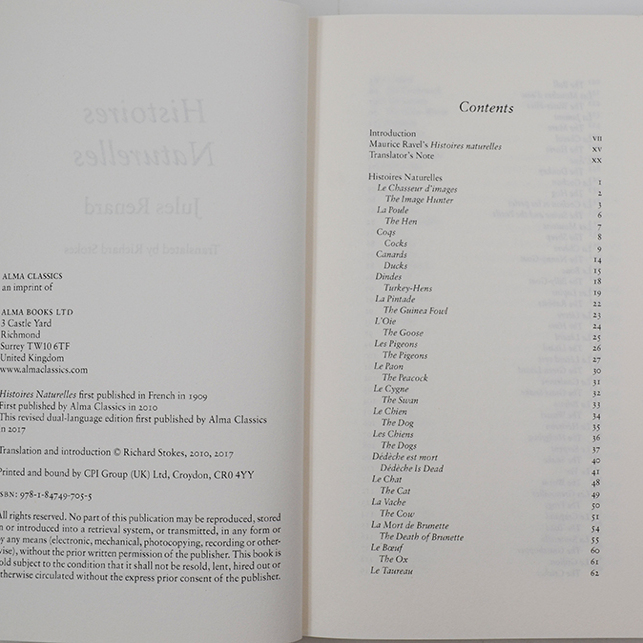 ALMA CLASSICS
an imprint of
ALMA BOOKS LTD
3 Castle Yard
Richmond
Surrey TW10 6TF
United Kingdom
www.almaclassics.com
Histoires Naturelles first published in French in 1909
First published by Alma Classics in 2010
This revised dual-language edition first published by Alma Classics
in 2017
Translation and introduction © Richard Stokes, 2010, 2017
Printed and bound by CPI Group (UK) Ltd, Croydon, CR0 4YY
ISBN: 978-1-84749-705-5
All rights reserved. No part of this publication may be reproduced, stored
in or introduced into a retrieval system, or transmitted, in any form or
by any means (electronic, mechanical, photocopying, recording or other-
wise), without the prior written permission of the publisher. This book is
sold subject to the condition that it shall not be resold, lent, hired out or
otherwise circulated without the express prior consent of the publisher.
Contents
Introduction VII
Maurice Ravel's Histoires naturelles XV
Translator's Note XX
Histoires Naturelles 1
Le Chasseur d'images 2
The Image Hunter 3
La Poule 6
The Hen 7
Coqs 8
Cocks 9
Canards 14
Ducks 15
Dindes 18
Turkey-Hens 19
La Pintade 22
The Guinea Fowl 23
L'Oie 24
The Goose 25
Les Pigeons 26
The Pigeons 27
Le Paon 30
The Peacock 31
Le Cygne 32
The Swan 33
Le Chien 34
The Dog 35
Les Chiens 36
The Dogs 37
Dédèche est mort 40
Dédèche Is Dead 41
Le Chat 48
The Cat 49
La Vache 50
The Cow 51
La Mort de Brunette 54
The Death of Brunette 55
Le Bœuf 60
The Ox 61
Le Taureau 62